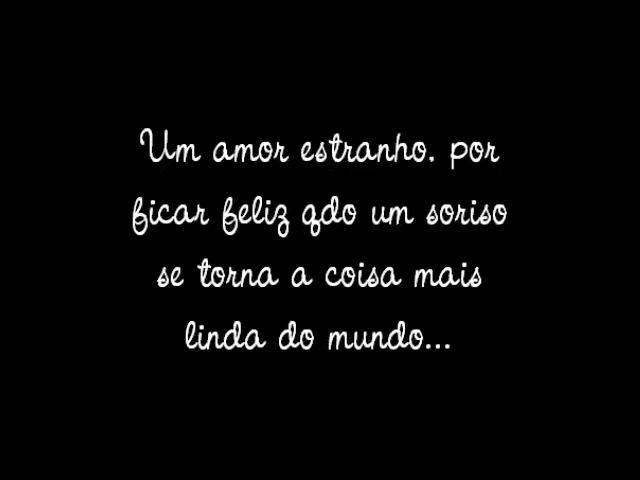 Um amor estranho, por
ficar feliz qdo um soriso
se torna a coisa mais
linda do mundo...